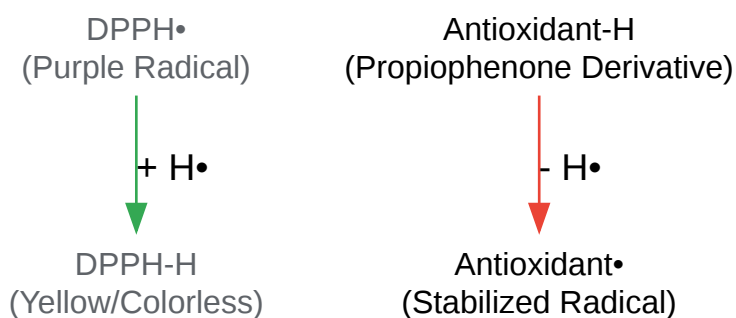 DPPH•
(Purple Radical)
+ H•
DPPH-H
(Yellow/Colorless)
Antioxidant-H
(Propiophenone Derivative)
- H•
Antioxidant•
(Stabilized Radical)